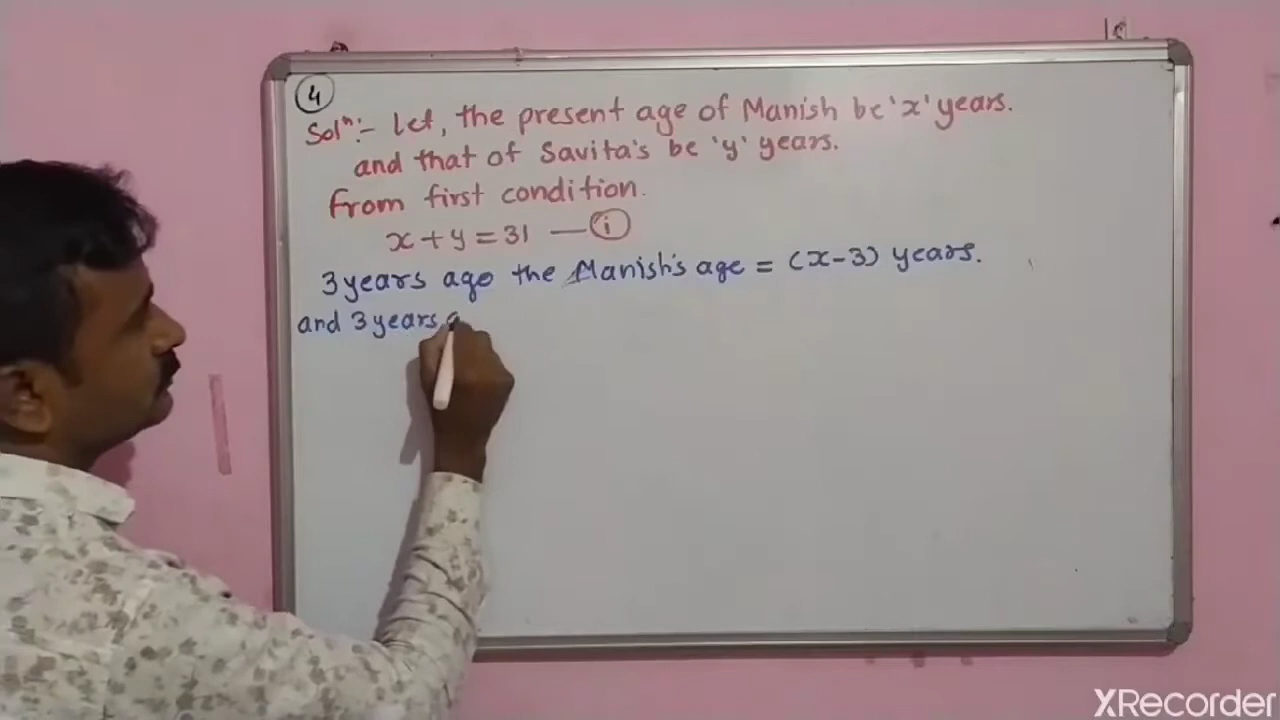 4
Solⁿ:- Let, the present age of Manish be 'x' years.
and that of Savita's be 'y' years.
From first condition.
x + y = 31 — i
3 years ago the Manish's age = (x-3) years.
and 3 years a
XRecorder